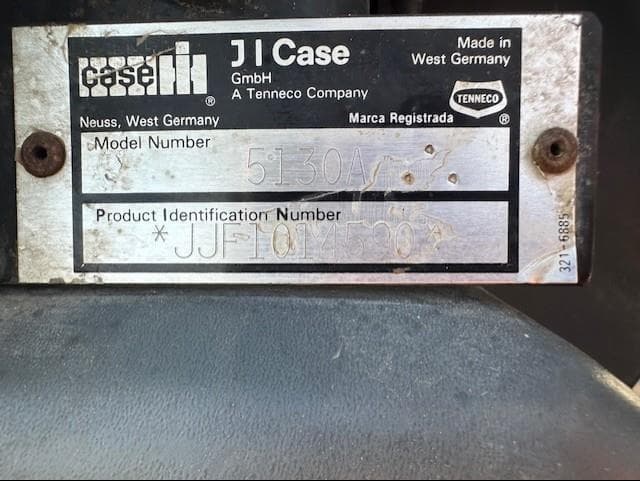 case IH ®
J I Case
GmbH
A Tenneco Company
Made in
West Germany
TENNECO
®
Neuss, West Germany
Marca Registrada
Model Number
5130A
Product Identification Number
*JJF1014590*
321-6885